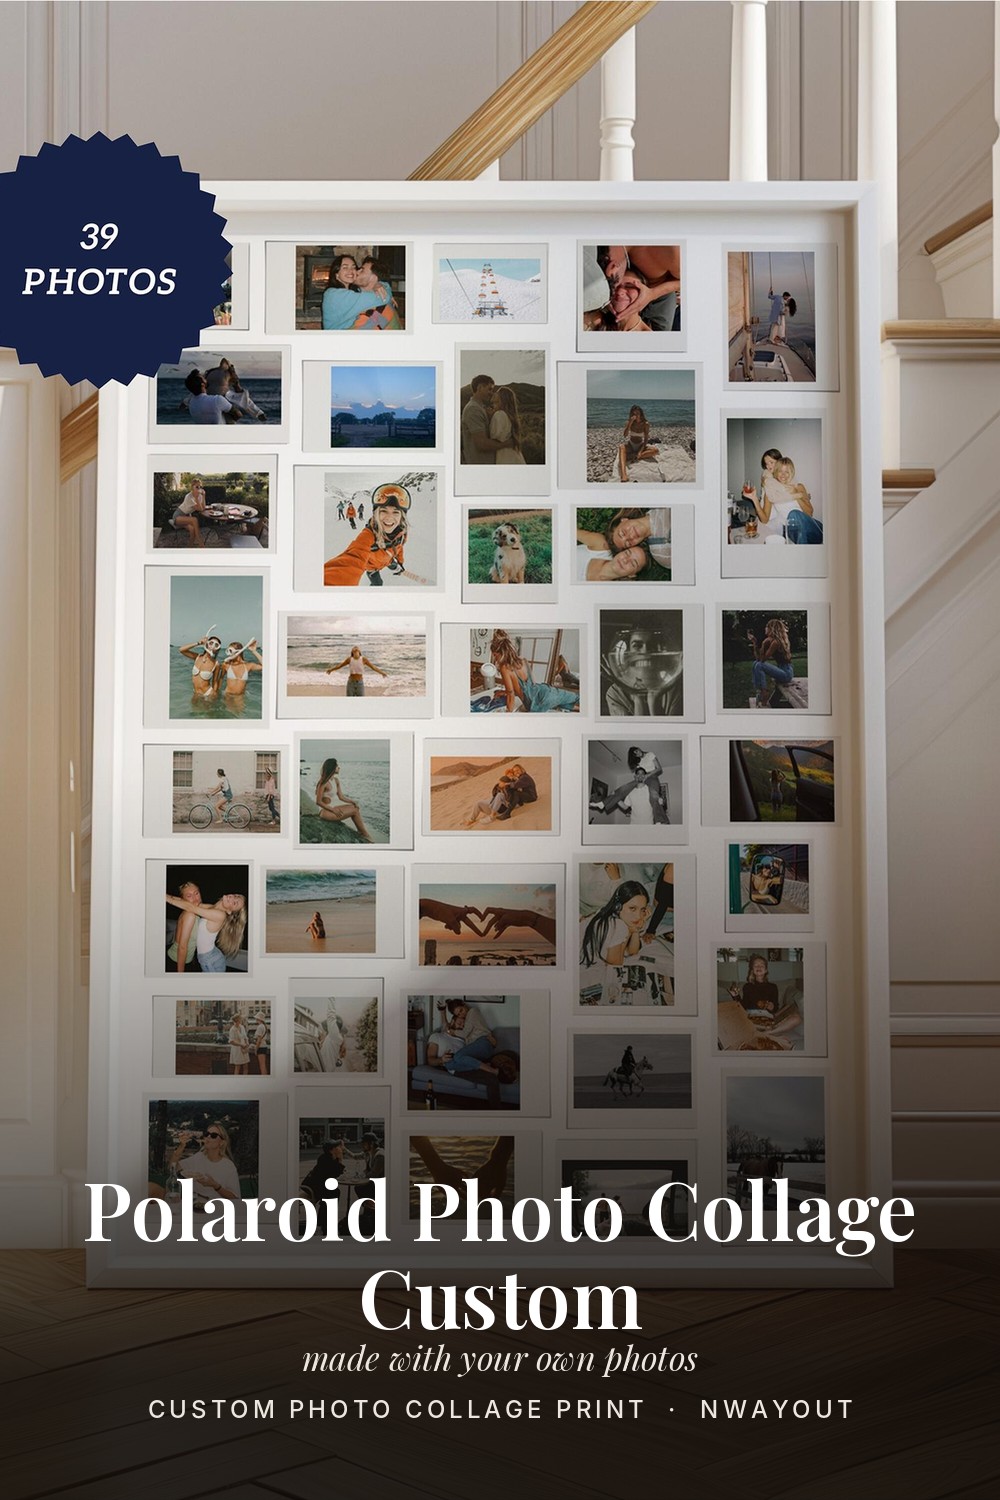 39
PHOTOS
Polaroid Photo Collage
Custom
made with your own photos
CUSTOM PHOTO COLLAGE PRINT · NWAYOUT